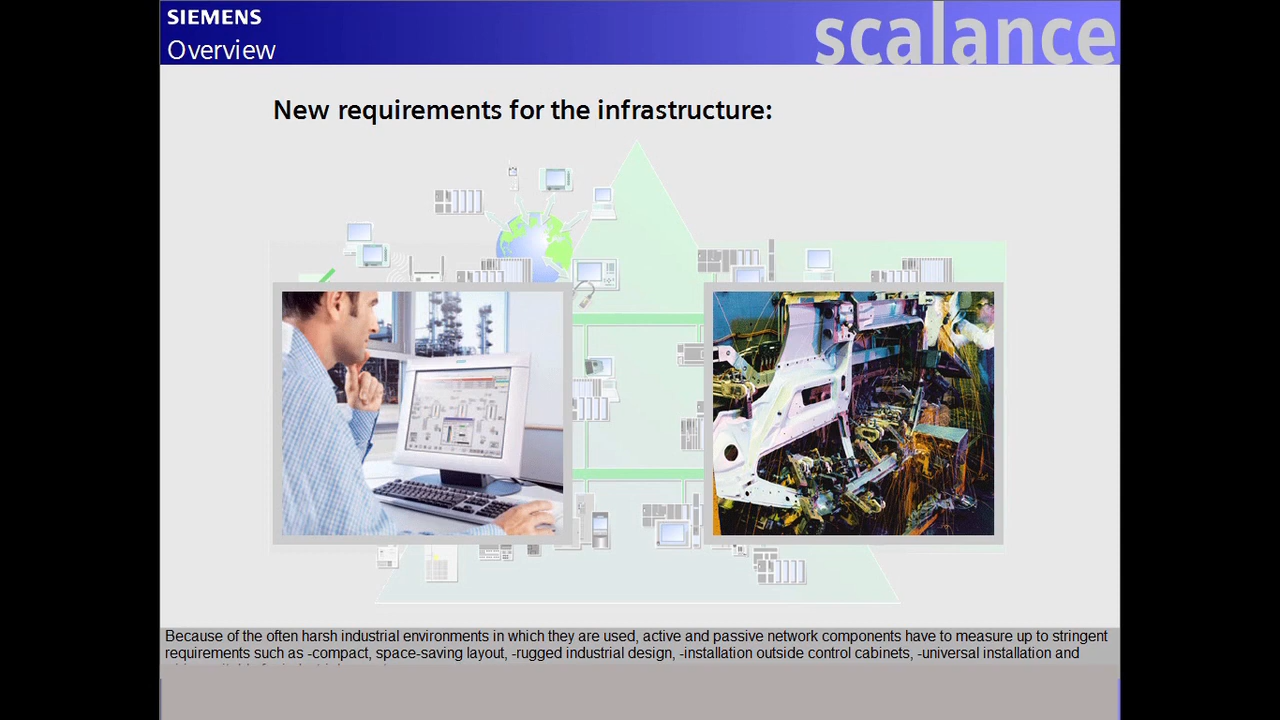 SIEMENS
Overview
scalance
New requirements for the infrastructure:
Because of the often harsh industrial environments in which they are used, active and passive network components have to measure up to stringent
requirements such as -compact, space-saving layout, -rugged industrial design, -installation outside control cabinets, -universal installation and